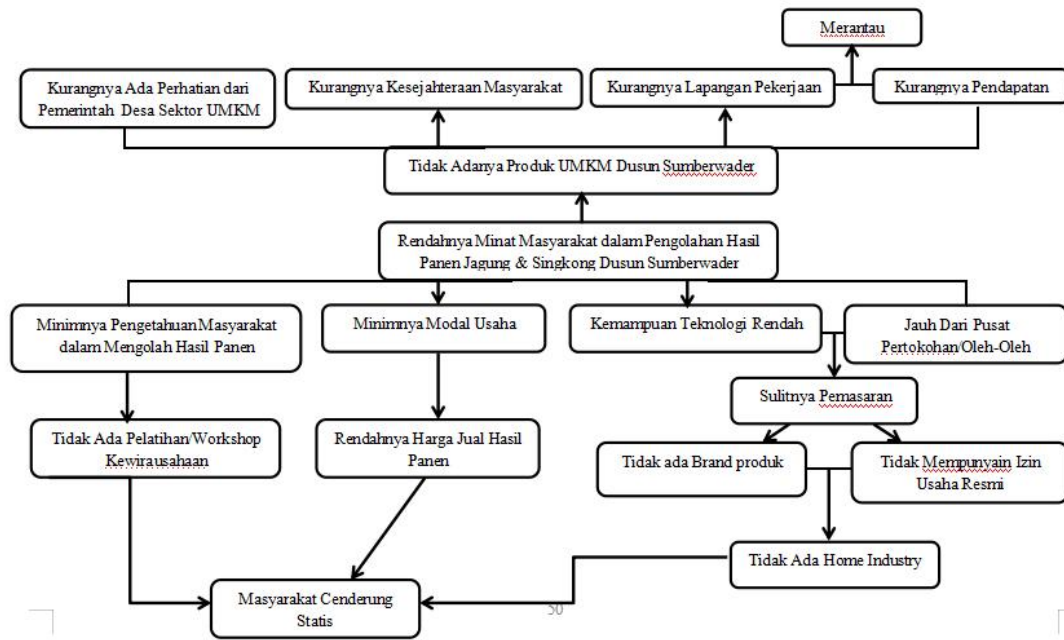 Merantau
Kurangnya Ada Perhatian dari
Pemerintah Desa Sektor UMKM
Kurangnya Kesejahteraan Masyarakat
Kurangnya Lapangan Pekerjaan
Kurangnya Pendapatan
Tidak Adanya Produk UMKM Dusun Sumberwader
Rendahnya Minat Masyarakat dalam Pengolahan Hasil
Panen Jagung & Singkong Dusun Sumberwader
Minimnya Pengetahuan Masyarakat
dalam Mengolah Hasil Panen
Minimnya Modal Usaha
Kemampuan Teknologi Rendah
Jauh Dari Pusat
Pertokohan/Oleh-Oleh
Sulitnya Pemasaran
Tidak Ada Pelatihan/Workshop
Kewirausahaan
Rendahnya Harga Jual Hasil
Panen
Tidak ada Brand produk
Tidak Mempunyain Izin
Usaha Resmi
Tidak Ada Home Industry
Masyarakat Cenderung
Statis
50